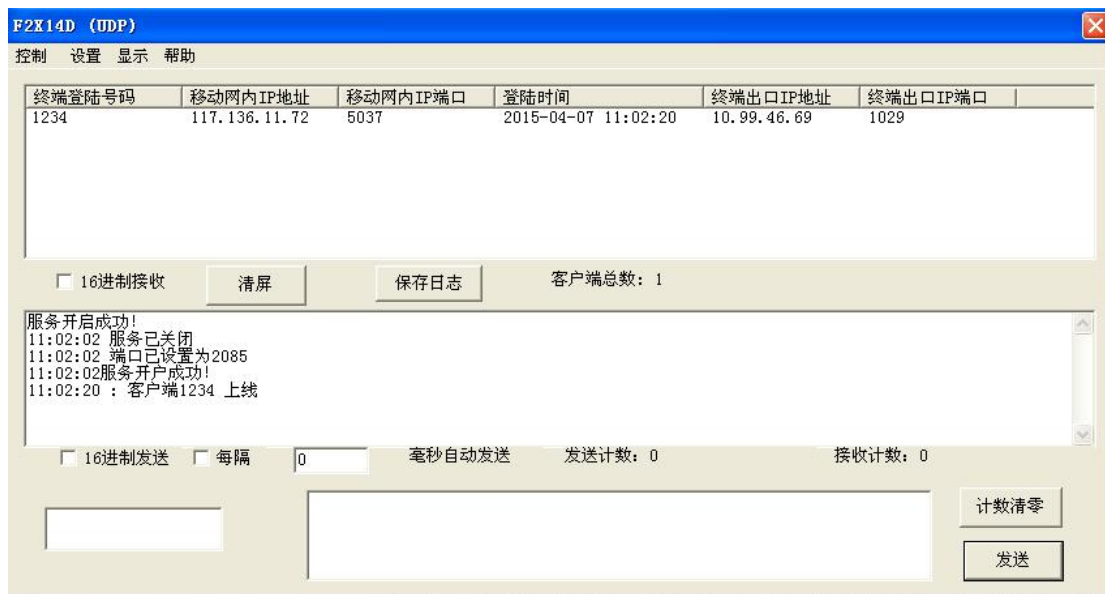 F2X14D (UDP)
控制 设置 显示 帮助
终端登陆号码 移动网内IP地址 移动网内IP端口 登陆时间 终端出口IP地址 终端出口IP端口
1234 117.136.11.72 5037 2015-04-07 11:02:20 10.99.46.69 1029
16进制接收 清屏 保存日志 客户端总数: 1
服务开启成功!
11:02:02 服务已关闭
11:02:02 端口已设置为2085
11:02:02服务开户成功!
11:02:20 : 客户端1234 上线
16进制发送 每隔 0 毫秒自动发送 发送计数: 0 接收计数: 0
计数清零
发送